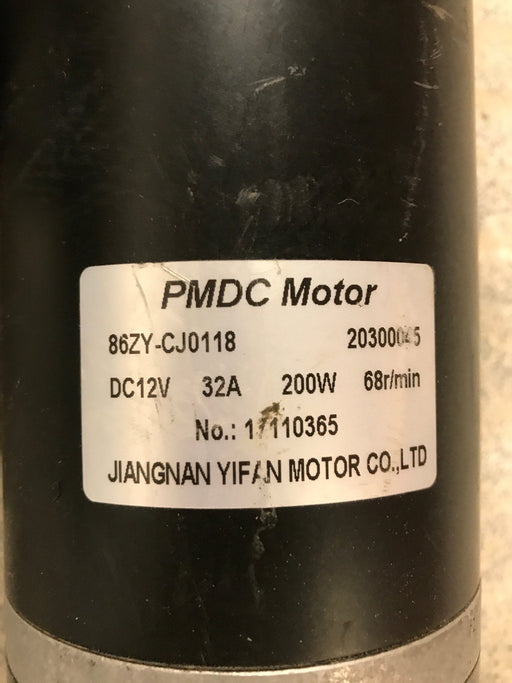 PMDC Motor
86ZY-CJ0118
DC12V 32A 200W 68r/min
No.:
JIANGNAN YIFAN MOTOR CO.,LTD